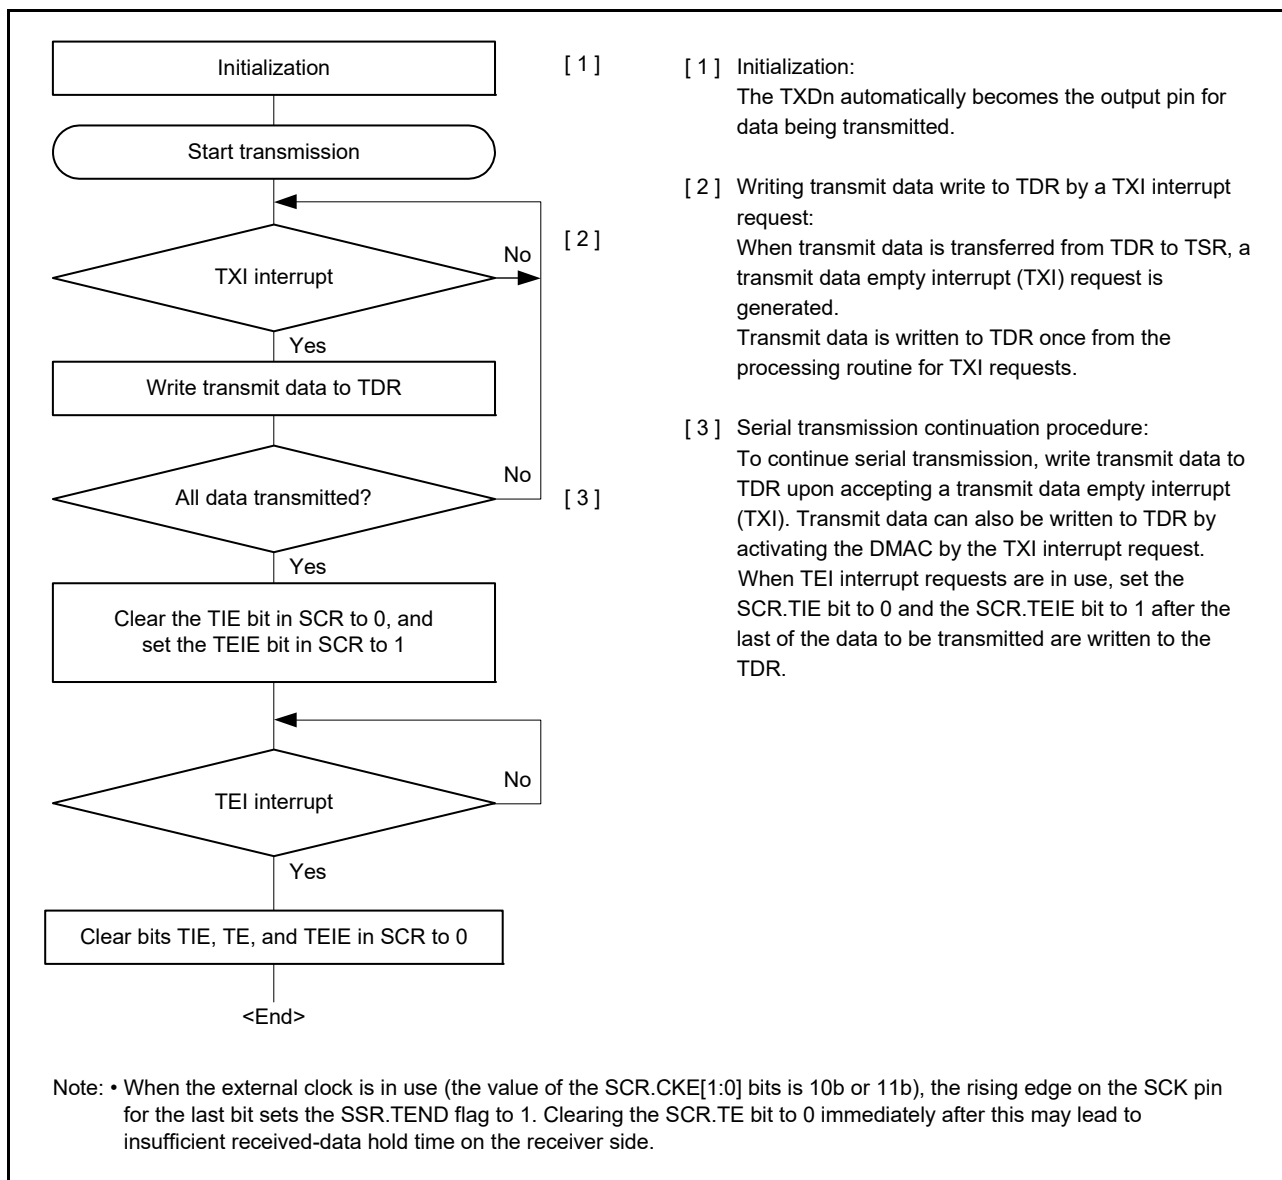 Initialization
[ 1 ]
Start transmission
TXI interrupt
No
[ 2 ]
Yes
Write transmit data to TDR
All data transmitted?
No
[ 3 ]
Yes
Clear the TIE bit in SCR to 0, and
set the TEIE bit in SCR to 1
TEI interrupt
No
Yes
Clear bits TIE, TE, and TEIE in SCR to 0
<End>
[ 1 ] Initialization:
The TXDn automatically becomes the output pin for
data being transmitted.
[ 2 ] Writing transmit data write to TDR by a TXI interrupt
request:
When transmit data is transferred from TDR to TSR, a
transmit data empty interrupt (TXI) request is
generated.
Transmit data is written to TDR once from the
processing routine for TXI requests.
[ 3 ] Serial transmission continuation procedure:
To continue serial transmission, write transmit data to
TDR upon accepting a transmit data empty interrupt
(TXI). Transmit data can also be written to TDR by
activating the DMAC by the TXI interrupt request.
When TEI interrupt requests are in use, set the
SCR.TIE bit to 0 and the SCR.TEIE bit to 1 after the
last of the data to be transmitted are written to the
TDR.
Note: • When the external clock is in use (the value of the SCR.CKE[1:0] bits is 10b or 11b), the rising edge on the SCK pin
for the last bit sets the SSR.TEND flag to 1. Clearing the SCR.TE bit to 0 immediately after this may lead to
insufficient received-data hold time on the receiver side.